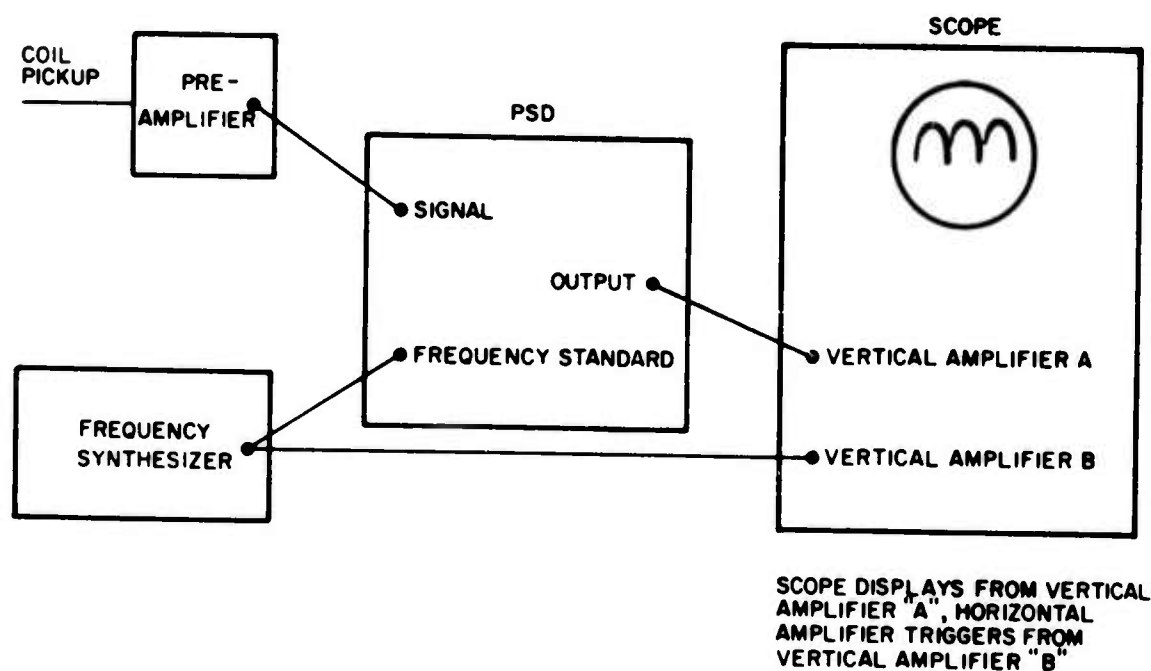 SCOPE
COIL
PICKUP
PRE-
AMPLIFIER
PSD
SIGNAL
OUTPUT
FREQUENCY STANDARD
VERTICAL AMPLIFIER A
FREQUENCY
SYNTHESIZER
VERTICAL AMPLIFIER B
SCOPE DISPLAYS FROM VERTICAL
AMPLIFIER "A", HORIZONTAL
AMPLIFIER TRIGGERS FROM
VERTICAL AMPLIFIER "B"